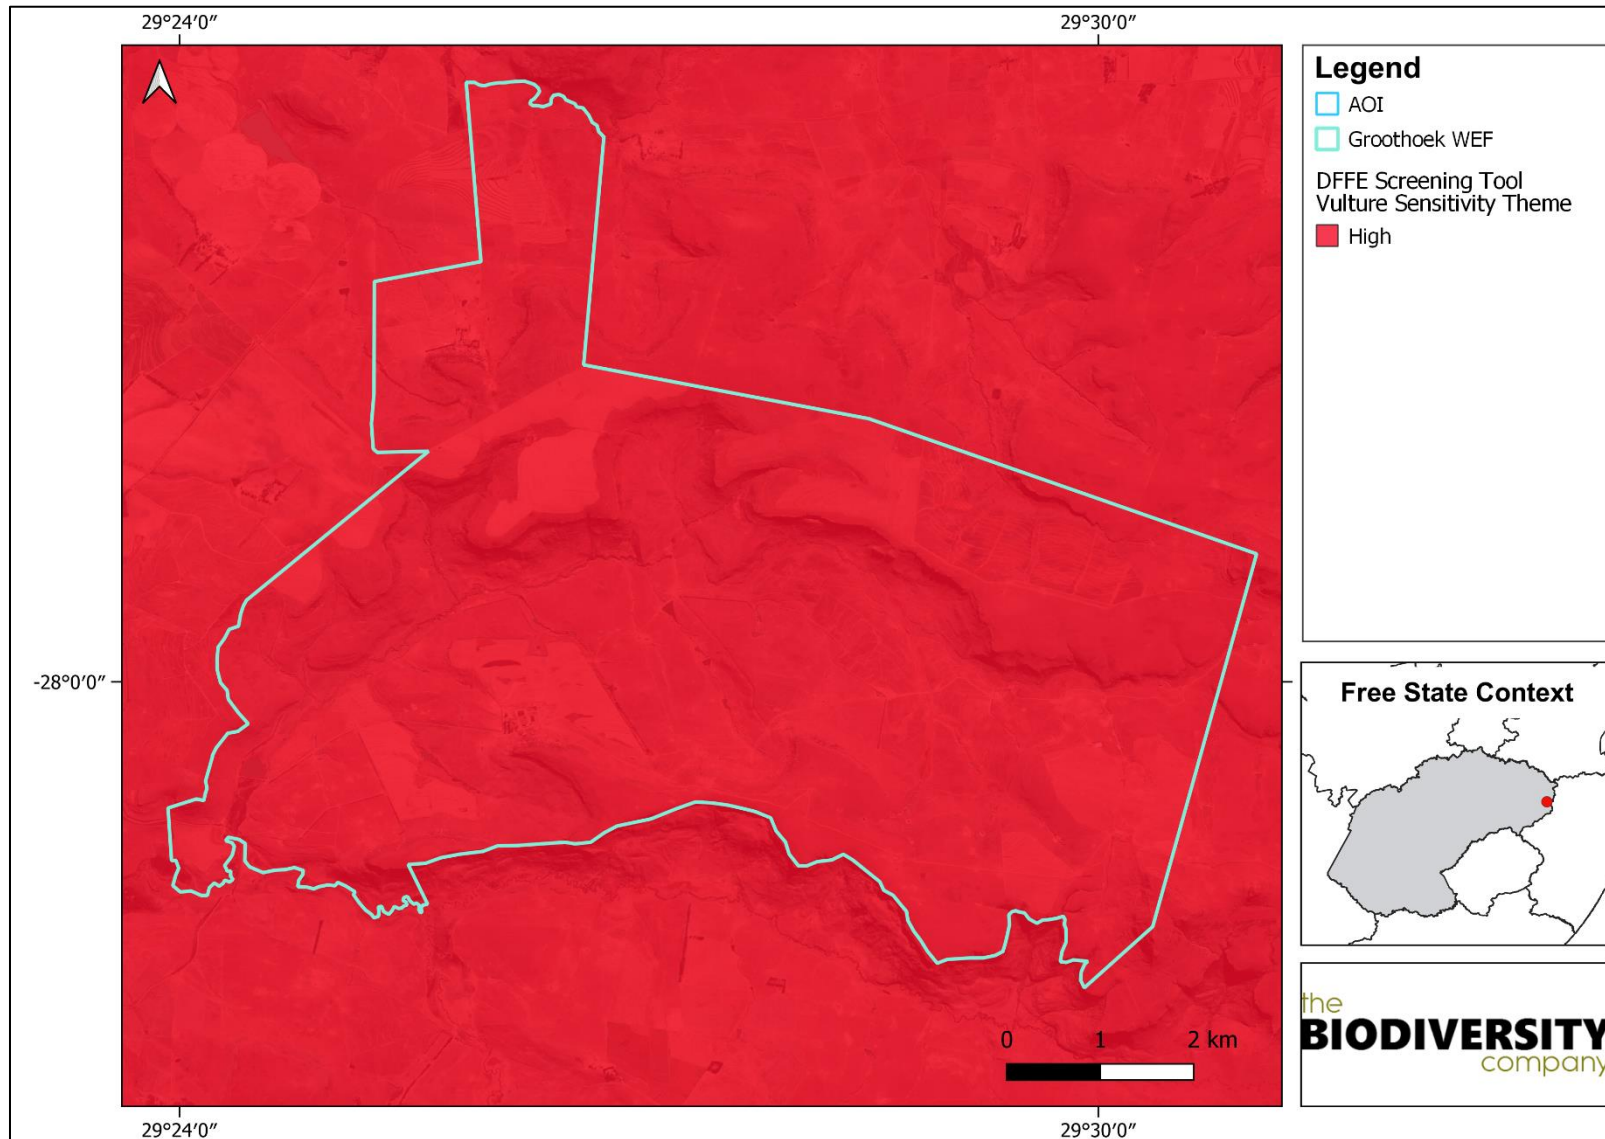 29°24′0″
29°30′0″
Legend
AOI
Groothoek WEF
DFFE Screening Tool
Vulture Sensitivity Theme
High
-28°0′0″
Free State Context
0 1 2 km
the
BIODIVERSITY
company
29°24′0″
29°30′0″